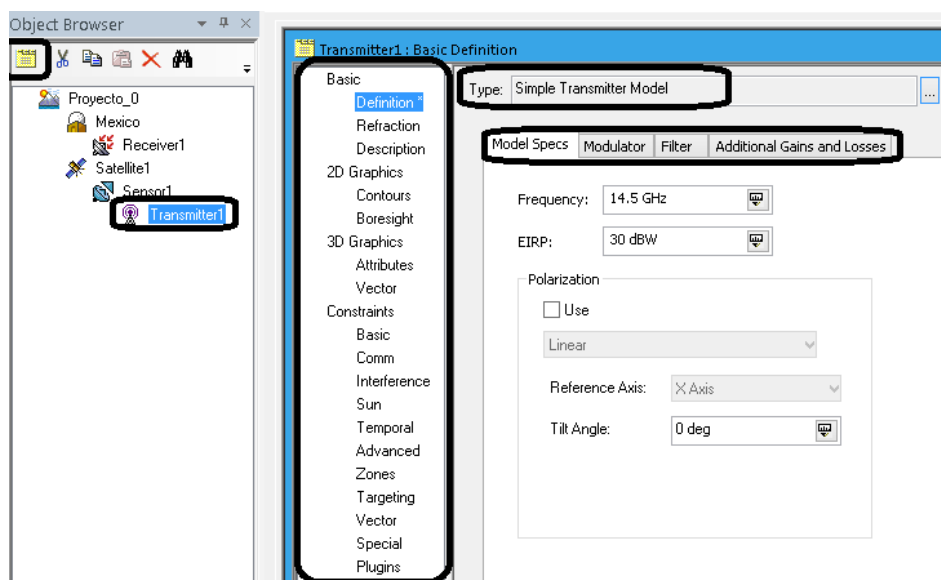 Object Browser
Proyecto_0
Mexico
Receiver1
Satellite1
Sensor1
Transmitter1
Transmitter1 : Basic Definition
Basic
Definition *
Refraction
Description
2D Graphics
Contours
Boresight
3D Graphics
Attributes
Vector
Constraints
Basic
Comm
Interference
Sun
Temporal
Advanced
Zones
Targeting
Vector
Special
Plugins
Type: Simple Transmitter Model ...
Model Specs Modulator Filter Additional Gains and Losses
Frequency: 14.5 GHz
EIRP: 30 dBW
Polarization
Use
Linear
Reference Axis: X Axis
Tilt Angle: 0 deg